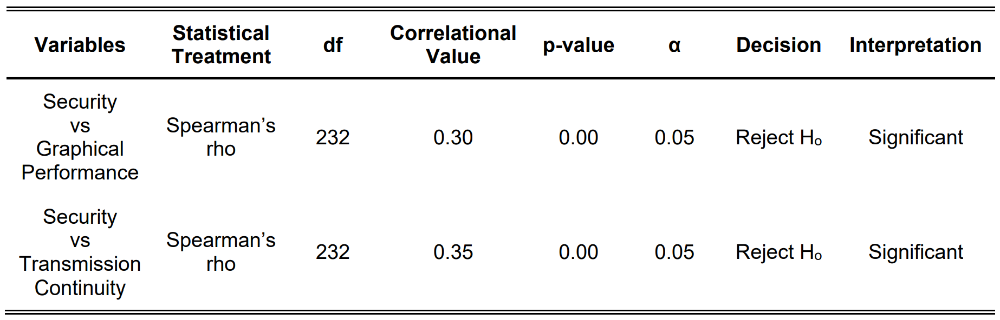 Variables Statistical Treatment df Correlational Value p-value α Decision Interpretation
Security vs Graphical Performance Spearman’s rho 232 0.30 0.00 0.05 Reject Hₒ Significant
Security vs Transmission Continuity Spearman’s rho 232 0.35 0.00 0.05 Reject Hₒ Significant